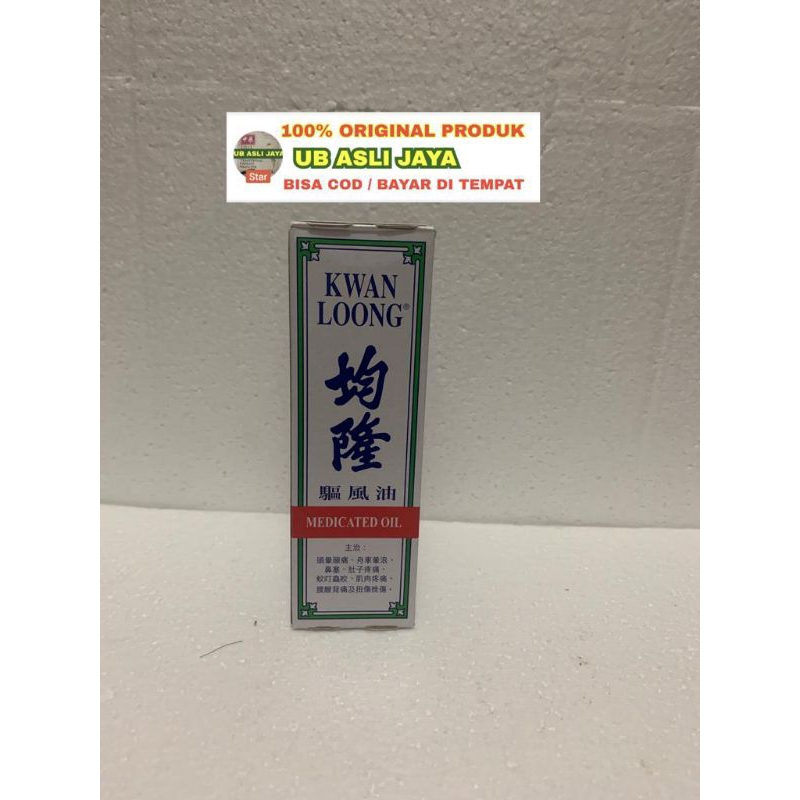 100% ORIGINAL PRODUK
UB ASLI JAYA
UB ASLI JAYA
Star
BISA COD / BAYAR DI TEMPAT
KWAN
LOONG®
均
隆
驅風油
MEDICATED OIL
主治：
頭暈頭痛、舟車暈浪、
鼻塞、肚子疼痛、
蚊叮蟲咬、肌肉疼痛、
腰酸背痛及扭傷挫傷。